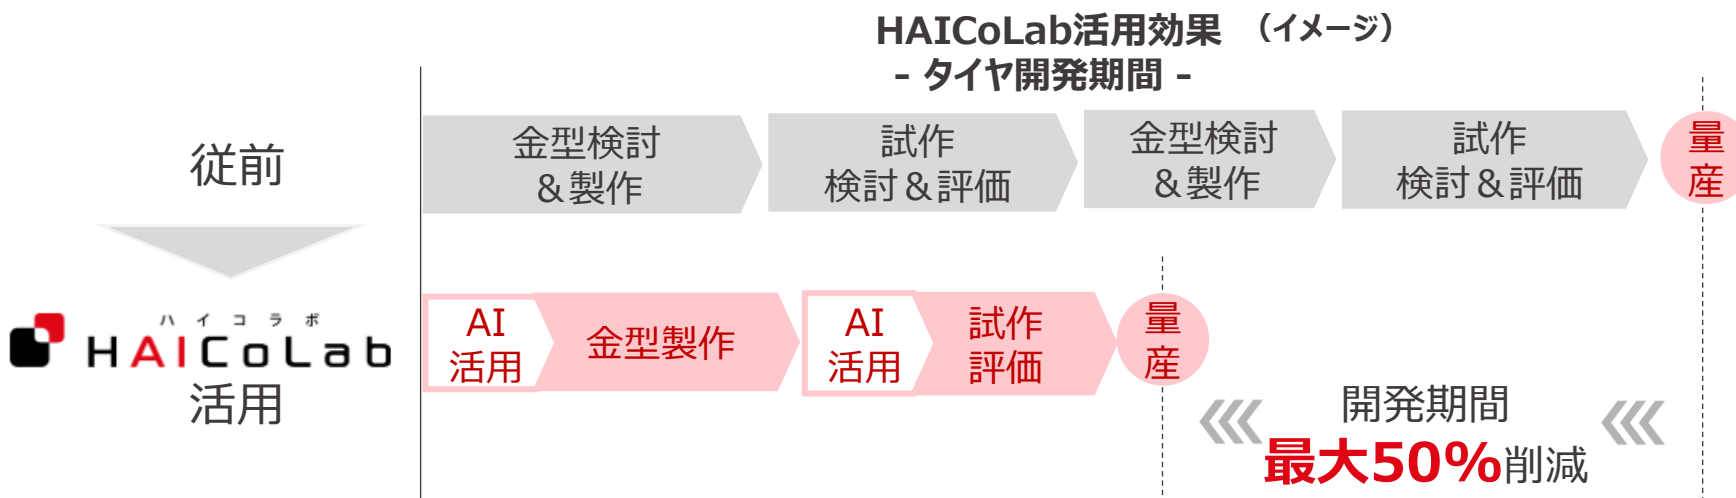 HAICoLab活用効果 （イメージ）
- タイヤ開発期間 -
従前
金型検討
＆製作
試作
検討＆評価
金型検討
＆製作
試作
検討＆評価
量
産
ハイコラボ
HAICoLab
活用
AI
活用
金型製作
AI
活用
試作
評価
量
産
開発期間
最大50%削減